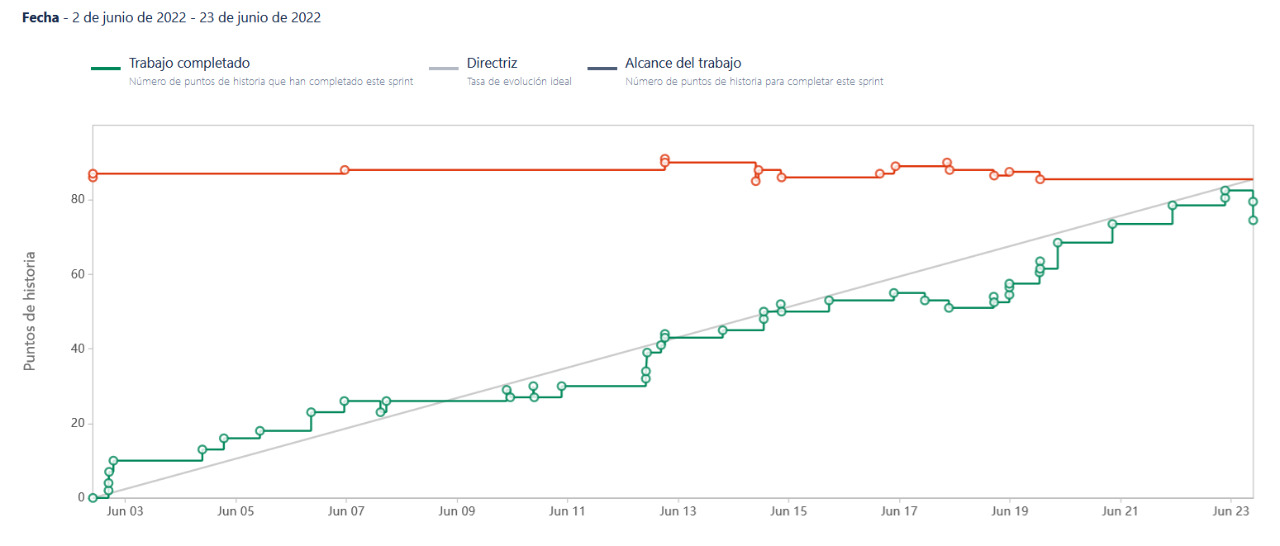 Fecha - 2 de junio de 2022 - 23 de junio de 2022
Trabajo completado
Número de puntos de historia que han completado este sprint
Directriz
Tasa de evolución ideal
Alcance del trabajo
Número de puntos de historia para completar este sprint
Puntos de historia
80
60
40
20
0
Jun 03 Jun 05 Jun 07 Jun 09 Jun 11 Jun 13 Jun 15 Jun 17 Jun 19 Jun 21 Jun 23